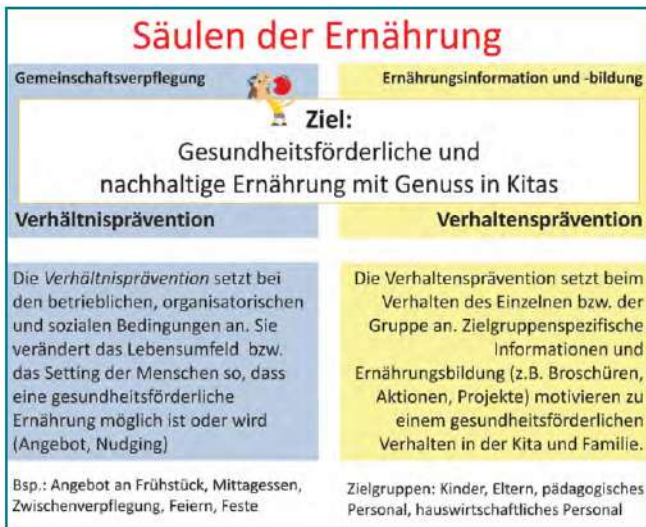 Säulen der Ernährung
Gemeinschaftsverpflegung
Ernährungsinformation und -bildung
Ziel:
Gesundheitsförderliche und
nachhaltige Ernährung mit Genuss in Kitas
Verhältnisprävention
Verhaltensprävention
Die Verhältnisprävention setzt bei
den betrieblichen, organisatorischen
und sozialen Bedingungen an. Sie
verändert das Lebensumfeld bzw.
das Setting der Menschen so, dass
eine gesundheitsförderliche
Ernährung möglich ist oder wird
(Angebot, Nudging)
Bsp.: Angebot an Frühstück, Mittagessen,
Zwischenverpflegung, Feiern, Feste
Die Verhaltensprävention setzt beim
Verhalten des Einzelnen bzw. der
Gruppe an. Zielgruppenspezifische
Informationen und
Ernährungsbildung (z.B. Broschüren,
Aktionen, Projekte) motivieren zu
einem gesundheitsförderlichen
Verhalten in der Kita und Familie.
Zielgruppen: Kinder, Eltern, pädagogisches
Personal, hauswirtschaftliches Personal